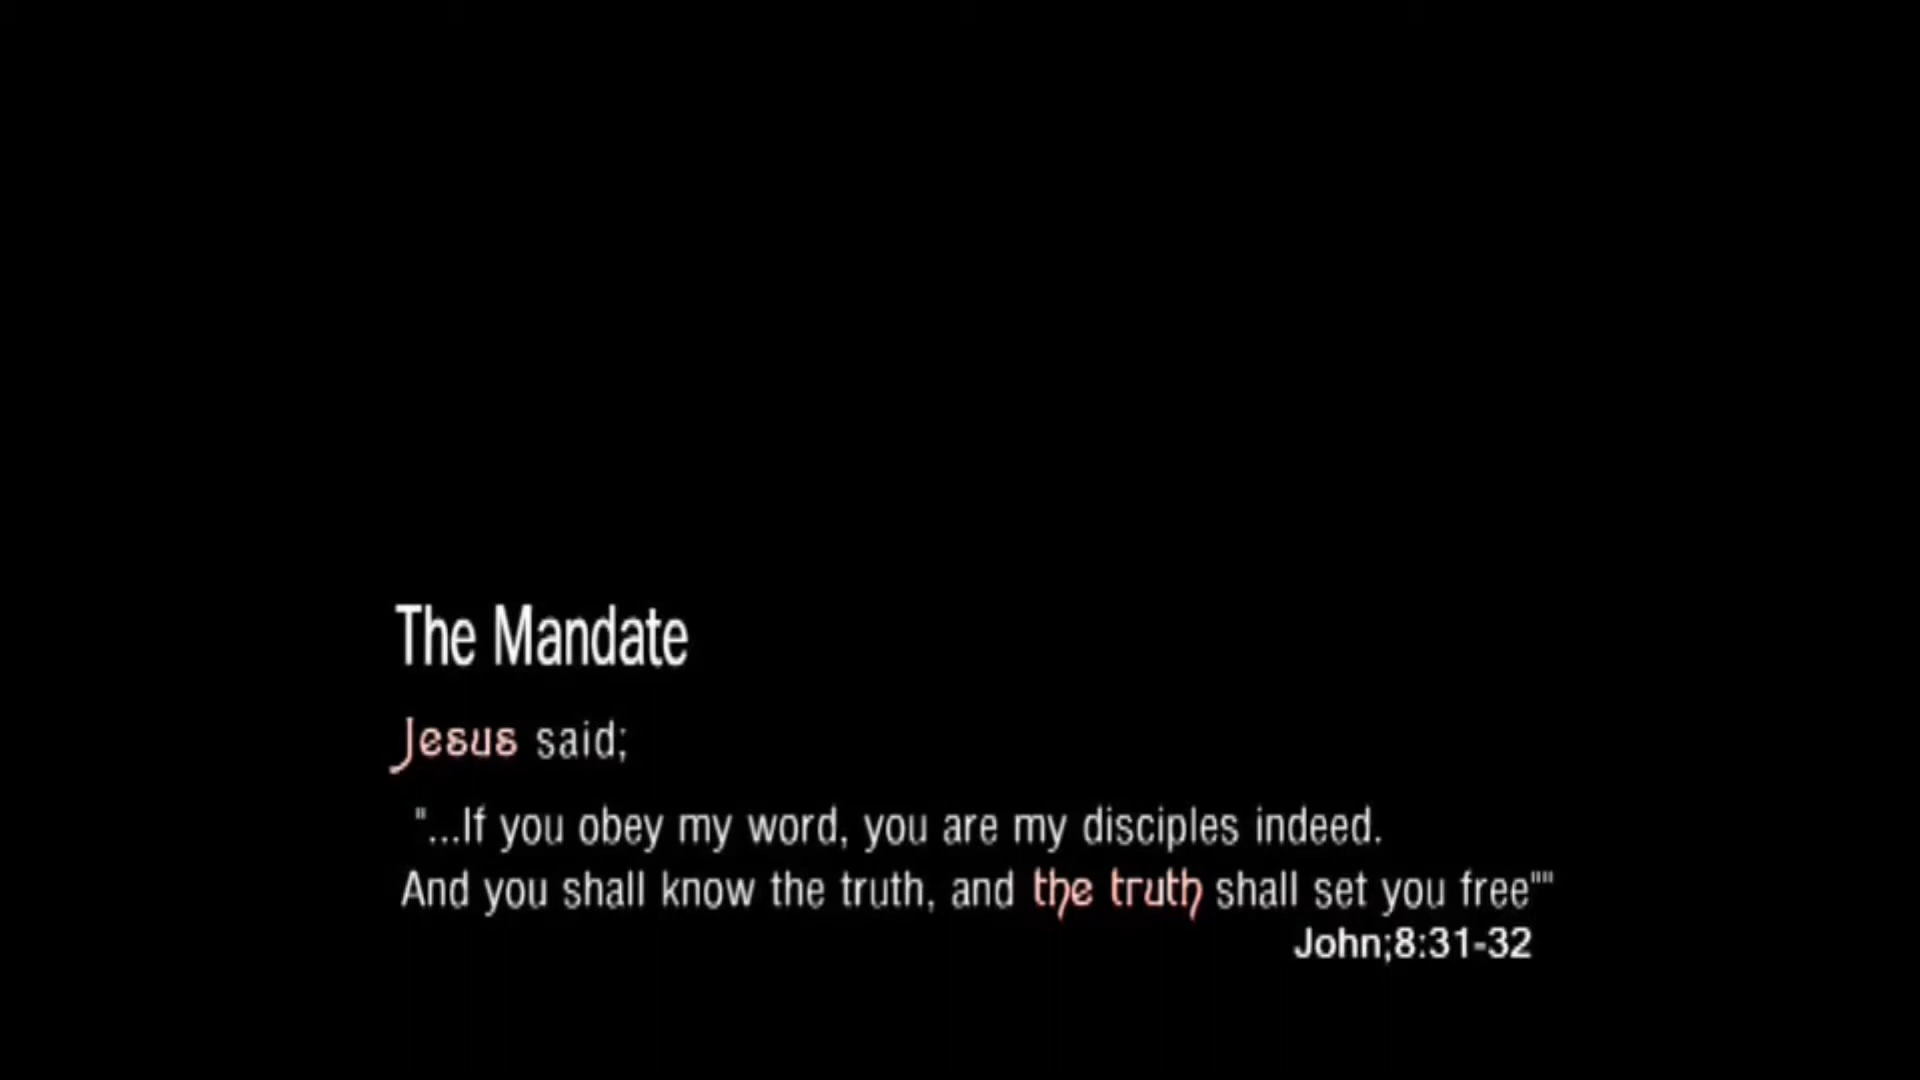 The Mandate
Jesus said;
"...If you obey my word, you are my disciples indeed.
And you shall know the truth, and the truth shall set you free""
John;8:31-32